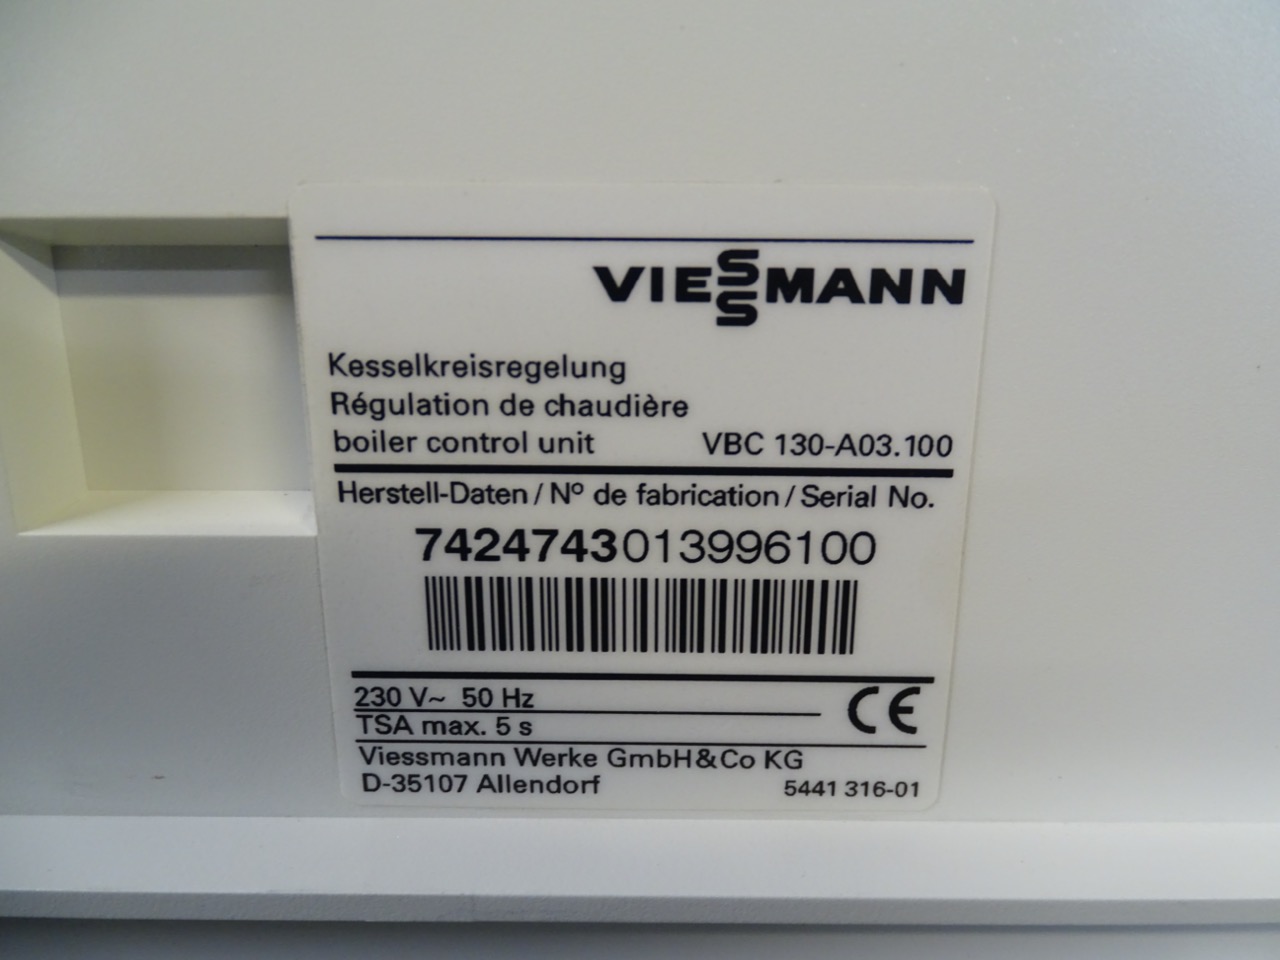 VIESSMANN
Kesselkreisregelung
Régulation de chaudière
boiler control unit VBC 130-A03.100
Herstell-Daten / Nº de fabrication / Serial No.
7424743013996100
230 V~ 50 Hz
CE
TSA max. 5 s
Viessmann Werke GmbH&Co KG
D-35107 Allendorf 5441 316-01